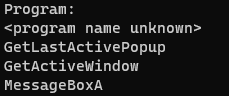 Program:
<program name unknown>
GetLastActivePopup
GetActiveWindow
MessageBoxA